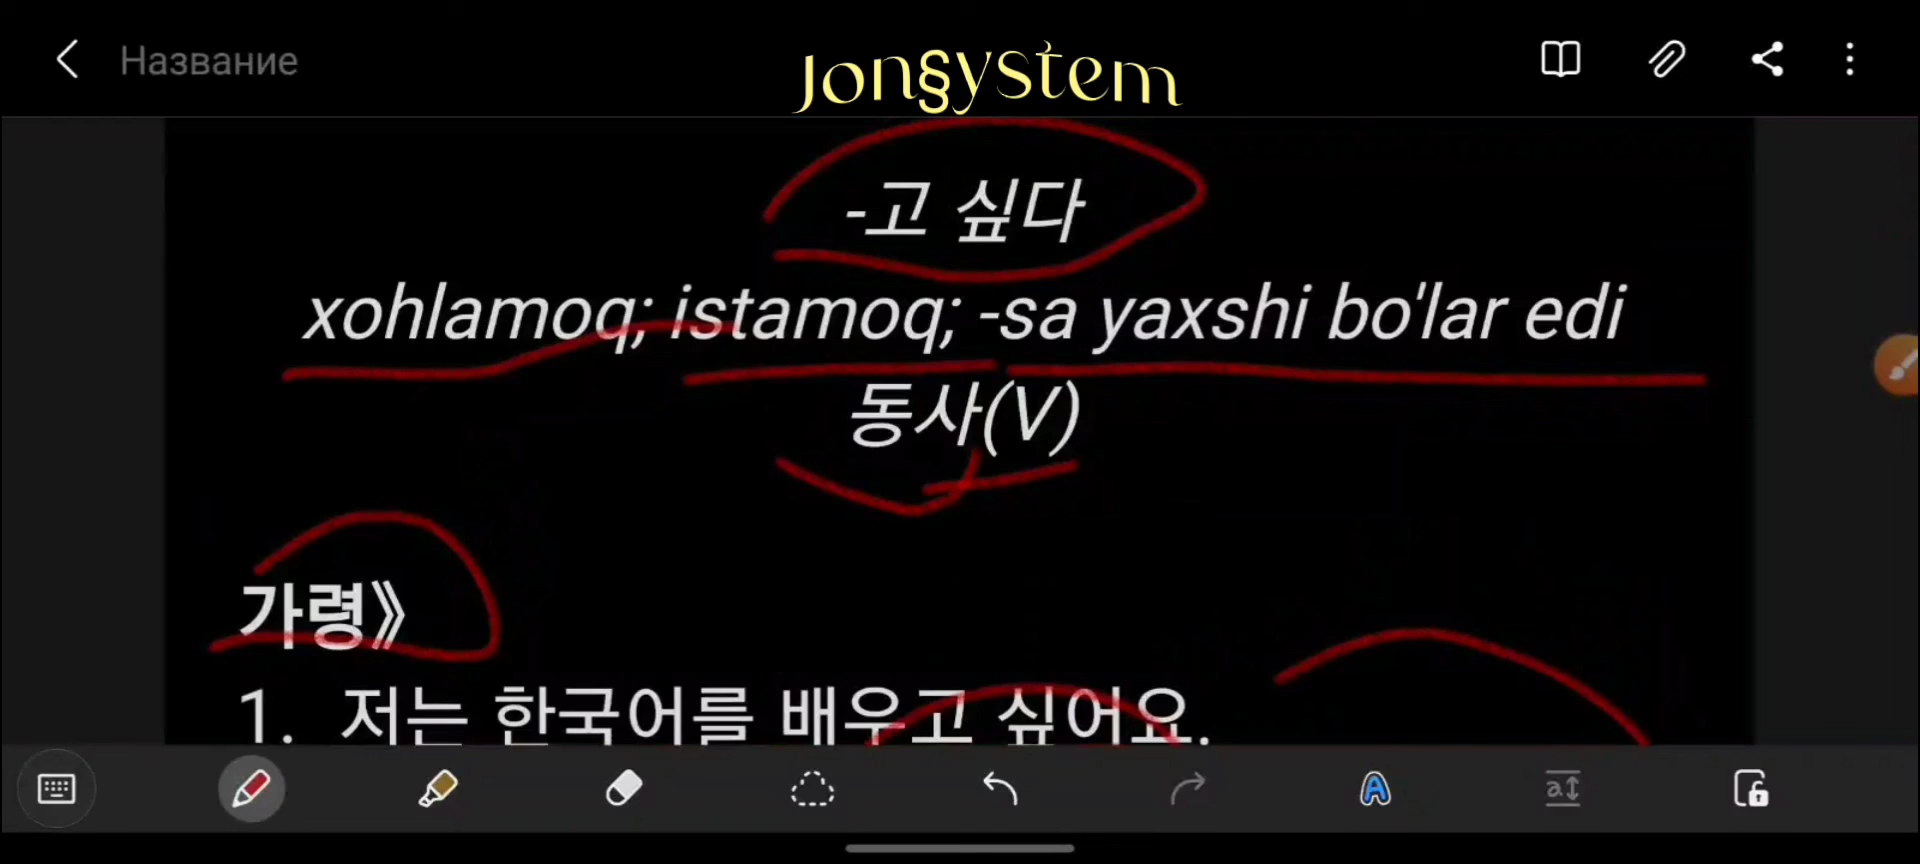 Название
Jon§ystem
-고 싶다
xohlamoq; istamoq; -sa yaxshi bo'lar edi
동사(V)
가령》
1. 저는 한국어를 배우고 싶어요.